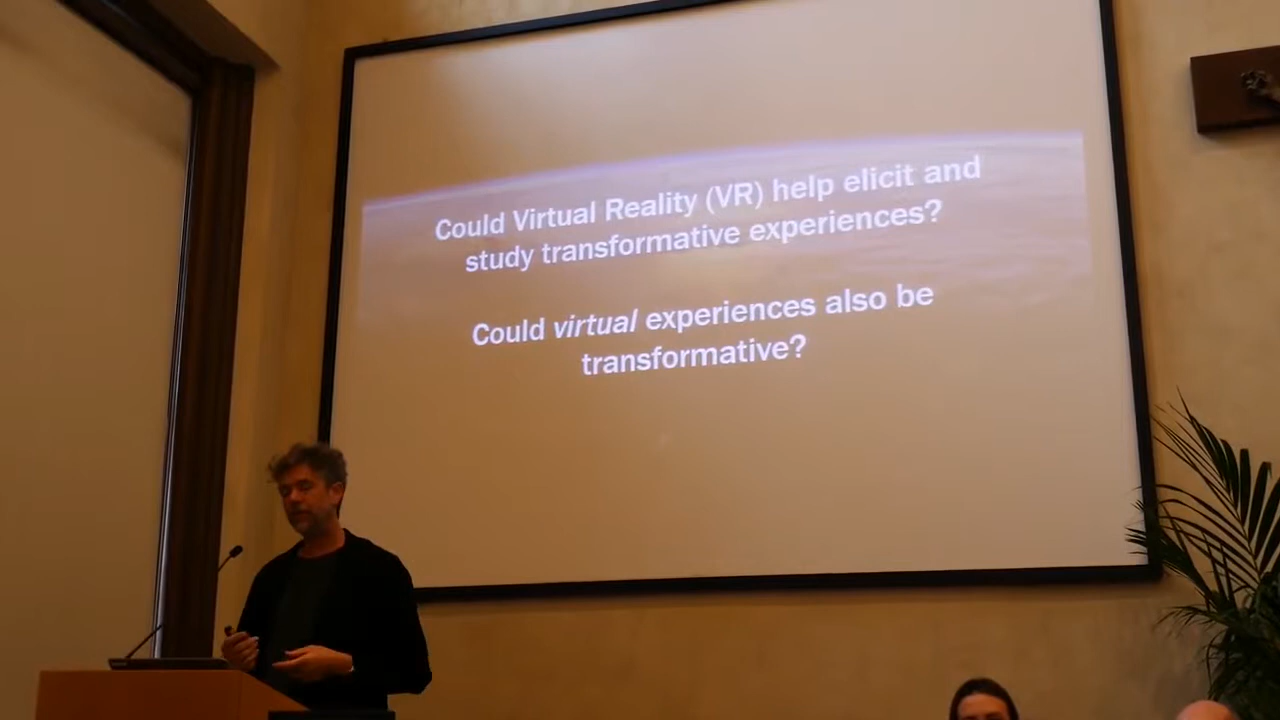 Could Virtual Reality (VR) help elicit and
study transformative experiences?
Could virtual experiences also be
transformative?